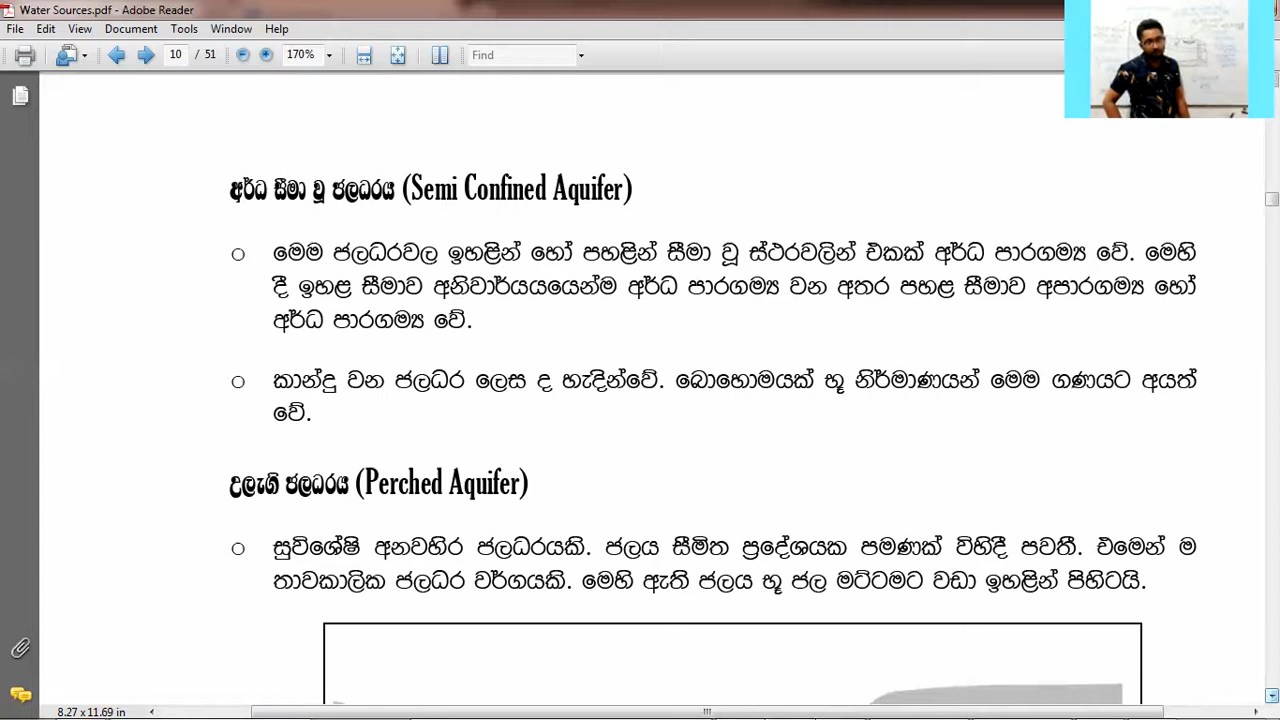 Water Sources.pdf - Adobe Reader
File Edit View Document Tools Window Help
10 / 51 170% Find
අර්ධ සීමා වූ ජලධරය (Semi Confined Aquifer)
○ මෙම ජලධරවල ඉහළින් හෝ පහළින් සීමා වූ ස්ථරවලින් එකක් අර්ධ පාරගම්‍ය වේ. මෙහි
දී ඉහළ සීමාව අනිවාර්යයයෙන්ම අර්ධ පාරගම්‍ය වන අතර පහළ සීමාව අපාරගම්‍ය හෝ
අර්ධ පාරගම්‍ය වේ.
○ කාන්දු වන ජලධර ලෙස ද හැදින්වේ. බොහොමයක් භූ නිර්මාණයන් මෙම ගණයට අයත්
වේ.
උලැගි ජලධරය (Perched Aquifer)
○ සුවිශේෂි අනවහිර ජලධරයකි. ජලය සීමිත ප්‍රදේශයක පමණක් විහිදී පවතී. එමෙන් ම
තාවකාලික ජලධර වර්ගයකි. මෙහි ඇති ජලය භූ ජල මට්ටමට වඩා ඉහළින් පිහිටයි.
8.27 x 11.69 in